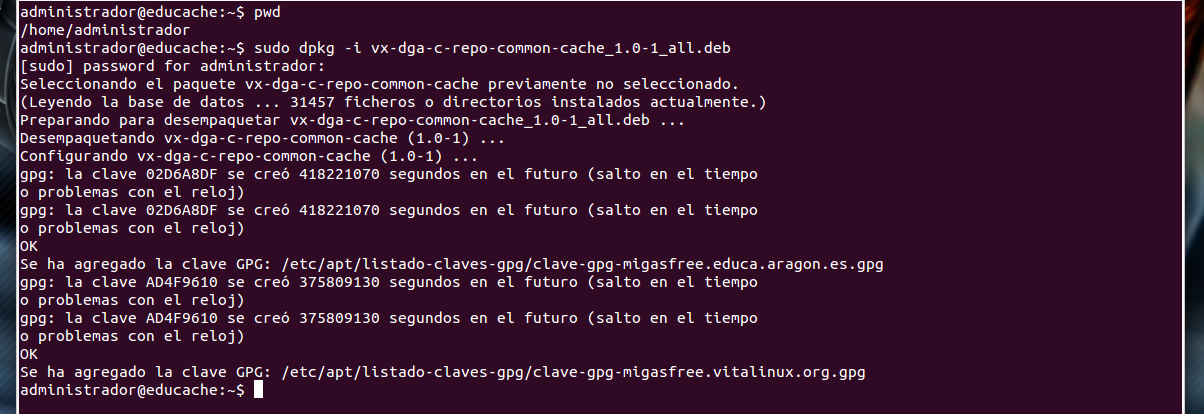 administrador@educache:~$ pwd
/home/administrador
administrador@educache:~$ sudo dpkg -i vx-dga-c-repo-common-cache_1.0-1_all.deb
[sudo] password for administrador:
Seleccionando el paquete vx-dga-c-repo-common-cache previamente no seleccionado.
(Leyendo la base de datos ... 31457 ficheros o directorios instalados actualmente.)
Preparando para desempaquetar vx-dga-c-repo-common-cache_1.0-1_all.deb ...
Desempaquetando vx-dga-c-repo-common-cache (1.0-1) ...
Configurando vx-dga-c-repo-common-cache (1.0-1) ...
gpg: la clave 02D6A8DF se creó 418221070 segundos en el futuro (salto en el tiempo
o problemas con el reloj)
gpg: la clave 02D6A8DF se creó 418221070 segundos en el futuro (salto en el tiempo
o problemas con el reloj)
OK
Se ha agregado la clave GPG: /etc/apt/listado-claves-gpg/clave-gpg-migasfree.educa.aragon.es.gpg
gpg: la clave AD4F9610 se creó 375809130 segundos en el futuro (salto en el tiempo
o problemas con el reloj)
gpg: la clave AD4F9610 se creó 375809130 segundos en el futuro (salto en el tiempo
o problemas con el reloj)
OK
Se ha agregado la clave GPG: /etc/apt/listado-claves-gpg/clave-gpg-migasfree.vitalinux.org.gpg
administrador@educache:~$